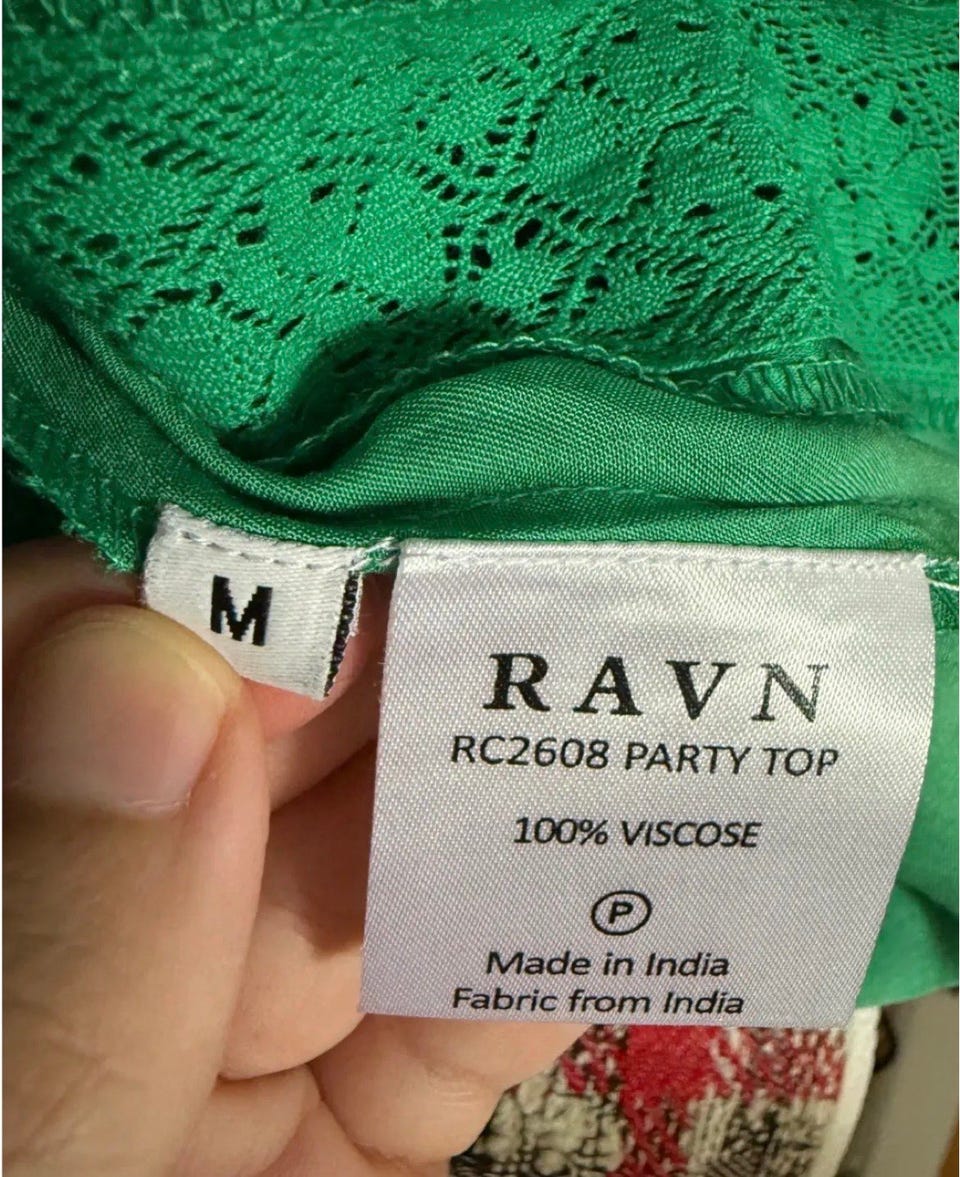 M
RAVN
RC2608 PARTY TOP
100% VISCOSE
P
Made in India
Fabric from India